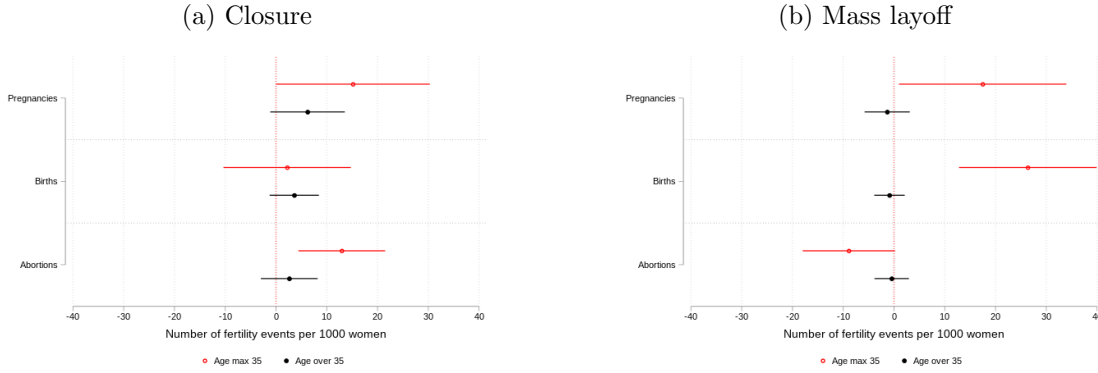 (a) Closure
Pregnancies
Births
Abortions
-40 -30 -20 -10 0 10 20 30 40
Number of fertility events per 1000 women
Age max 35 Age over 35
(b) Mass layoff
Pregnancies
Births
Abortions
-40 -30 -20 -10 0 10 20 30 40
Number of fertility events per 1000 women
Age max 35 Age over 35